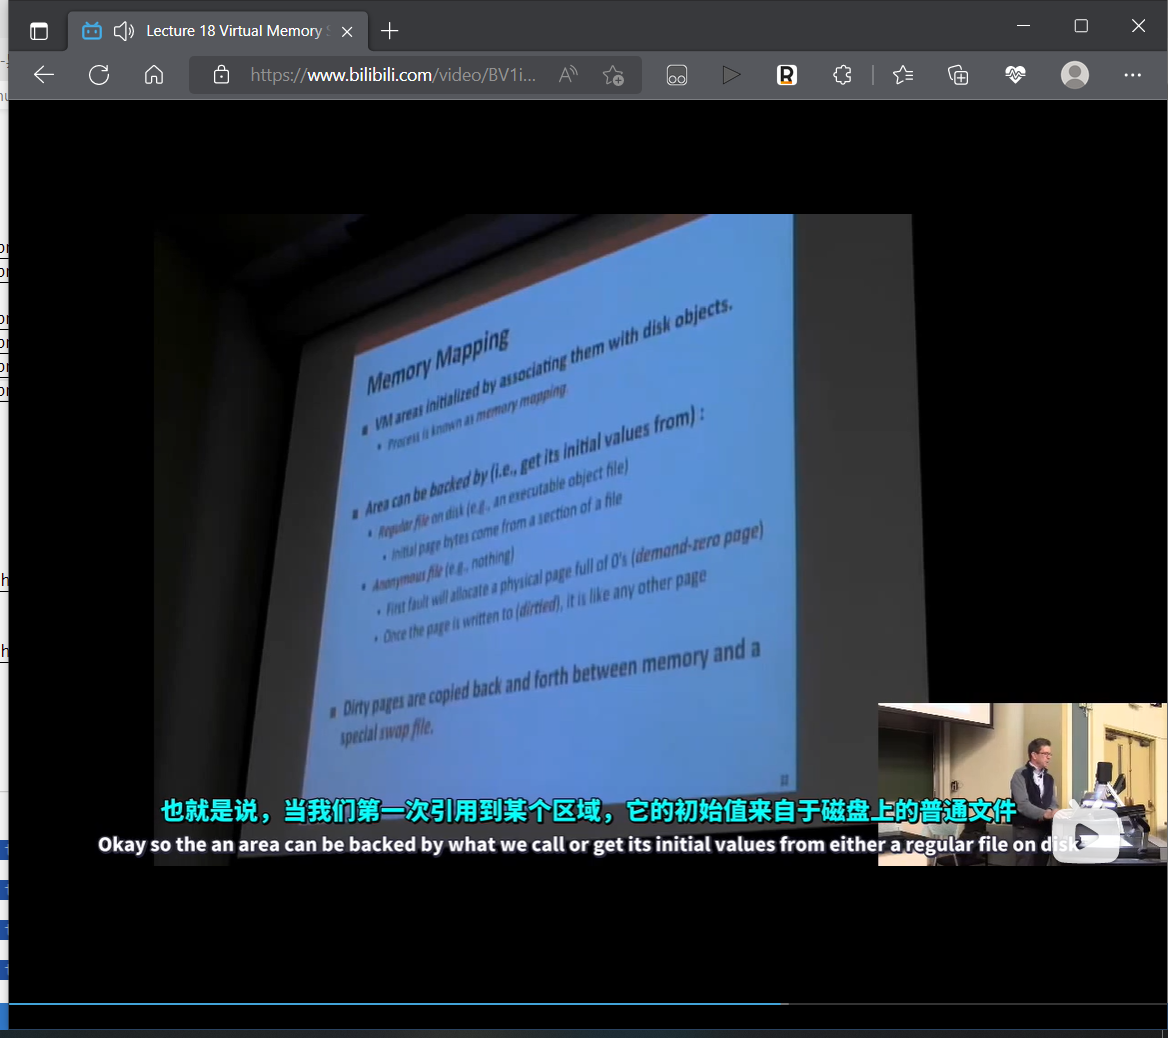 Lecture 18 Virtual Memory
https://www.bilibili.com/video/BV1i...
Memory Mapping
VM areas initialized by associating them with disk objects.
Process is known as memory mapping.
Area can be backed by (i.e., get its initial values from) :
Regular file on disk (e.g., an executable object file)
Initial page bytes come from a section of a file
Anonymous file (e.g., nothing)
First fault will allocate a physical page full of 0's (demand-zero page)
Once the page is written to (dirtied), it is like any other page
Dirty pages are copied back and forth between memory and a
special swap file.
也就是说，当我们第一次引用到某个区域，它的初始值来自于磁盘上的普通文件
Okay so the an area can be backed by what we call or get its initial values from either a regular file on disk